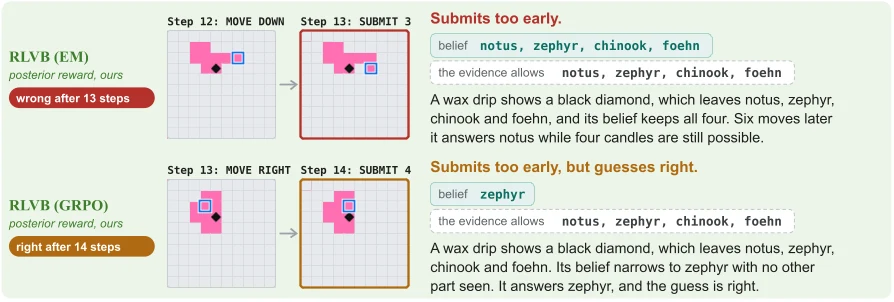 Step 12: MOVE DOWN
Step 13: SUBMIT 3
Submits too early.
RLVB (EM)
posterior reward, ours
wrong after 13 steps
belief notus, zephyr, chinook, foehn
the evidence allows notus, zephyr, chinook, foehn
A wax drip shows a black diamond, which leaves notus, zephyr,
chinook and foehn, and its belief keeps all four. Six moves later
it answers notus while four candles are still possible.
Step 13: MOVE RIGHT
Step 14: SUBMIT 4
Submits too early, but guesses right.
RLVB (GRPO)
posterior reward, ours
right after 14 steps
belief zephyr
the evidence allows notus, zephyr, chinook, foehn
A wax drip shows a black diamond, which leaves notus, zephyr,
chinook and foehn. Its belief narrows to zephyr with no other
part seen. It answers zephyr, and the guess is right.